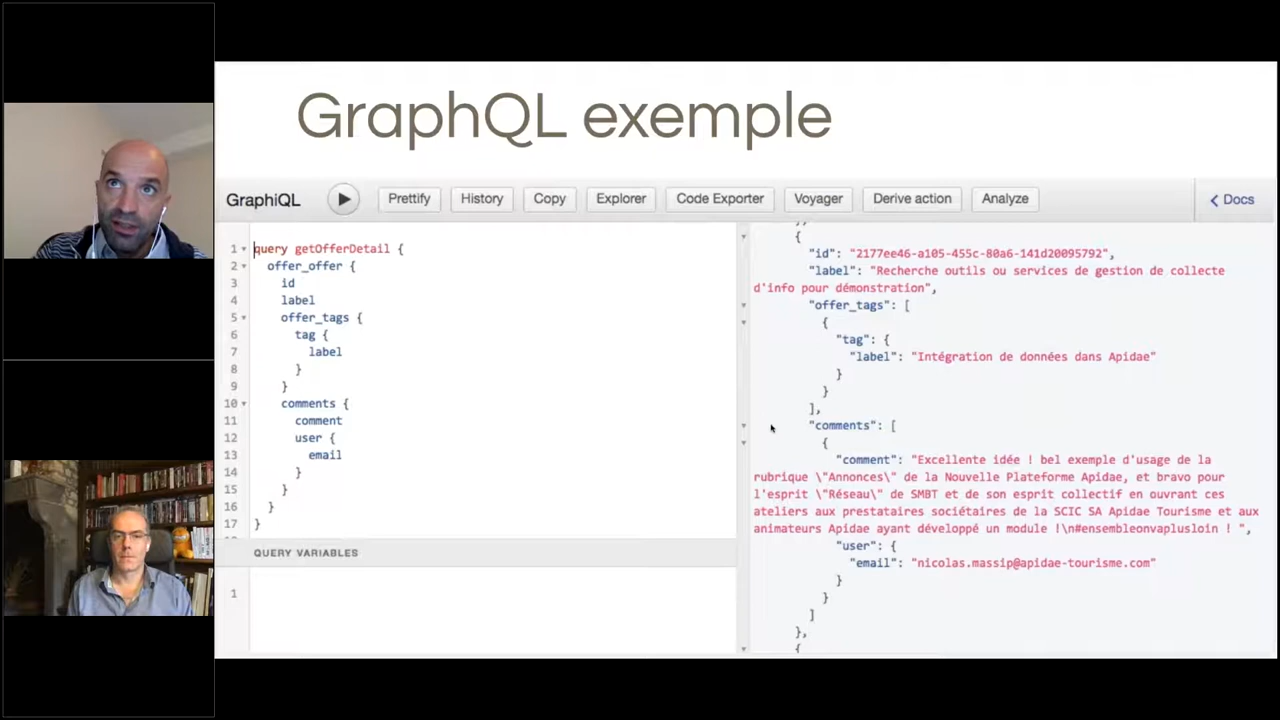 GraphQL exemple
GraphiQL Prettify History Copy Explorer Code Exporter Voyager Derive action Analyze Docs
1 query getOfferDetail {
2 offer_offer {
3 id
4 label
5 offer_tags {
6 tag {
7 label
8 }
9 }
10 comments {
11 comment
12 user {
13 email
14 }
15 }
16 }
17 }
QUERY VARIABLES
1
},
{
"id": "2177ee46-a105-455c-80a6-141d20095792",
"label": "Recherche outils ou services de gestion de collecte
d'info pour démonstration",
"offer_tags": [
{
"tag": {
"label": "Intégration de données dans Apidae"
}
}
],
"comments": [
{
"comment": "Excellente idée ! bel exemple d'usage de la
rubrique \"Annonces\" de la Nouvelle Plateforme Apidae, et bravo pour
l'esprit \"Réseau\" de SMBT et de son esprit collectif en ouvrant ces
ateliers aux prestataires sociétaires de la SCIC SA Apidae Tourisme et aux
animateurs Apidae ayant développé un module !\n#ensembleonvaplusloin ! ",
"user": {
"email": "nicolas.massip@apidae-tourisme.com"
}
}
]
},
{